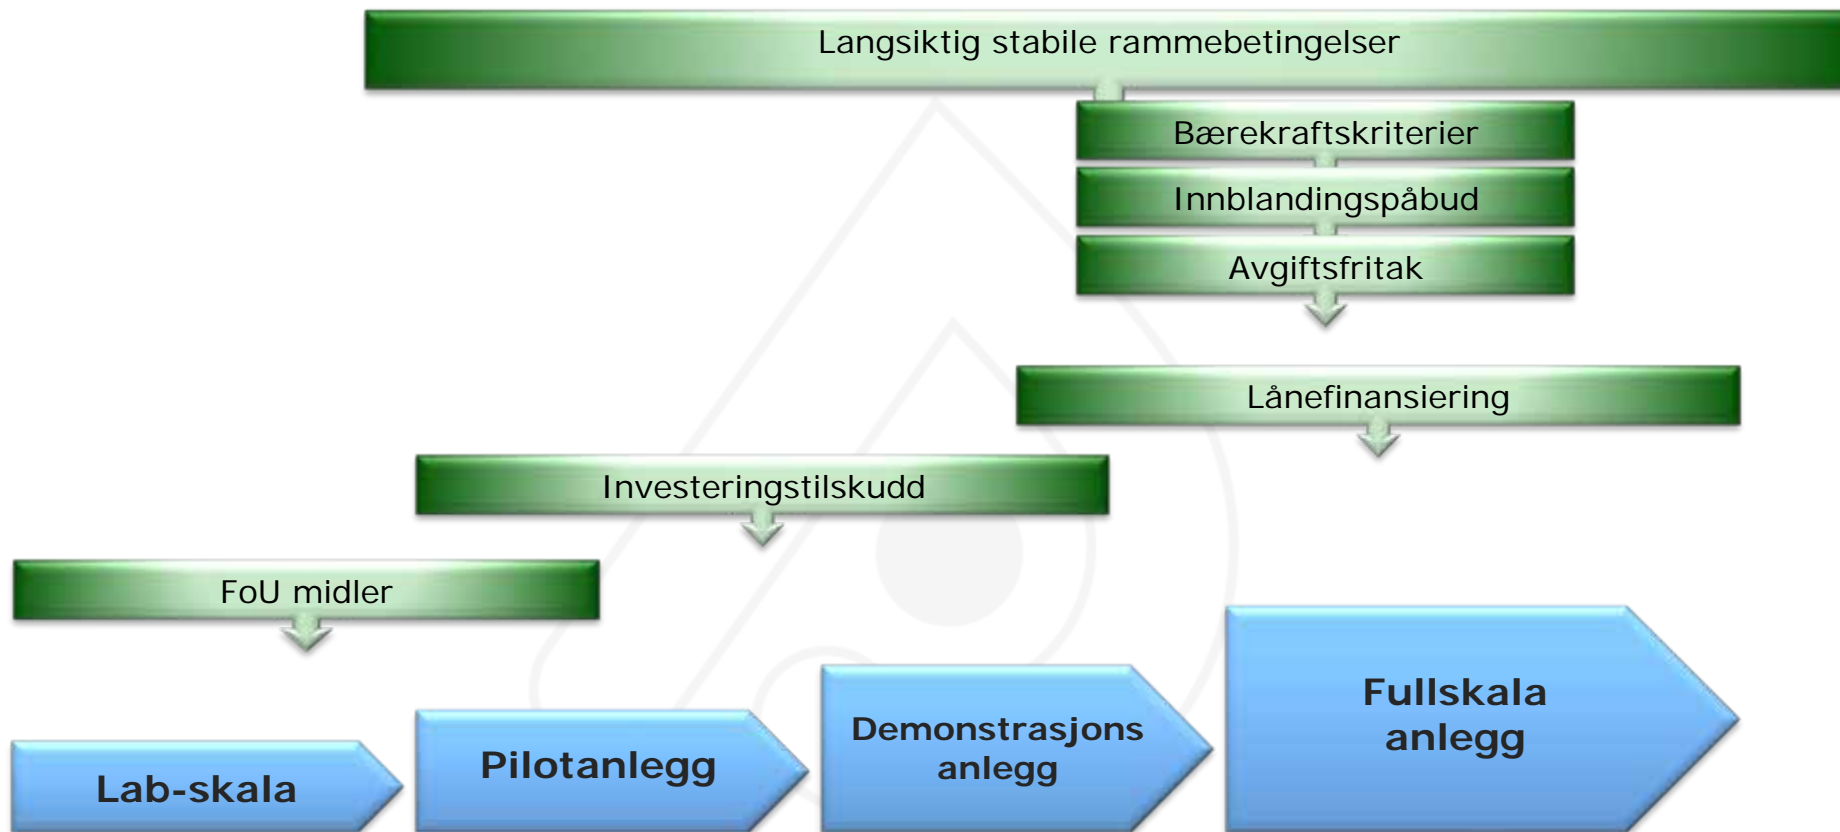 Langsiktig stabile rammebetingelser
Bærekraftskriterier
Innblandingspåbud
Avgiftsfritak
Lånefinansiering
Investeringstilskudd
FoU midler
Lab-skala
Pilotanlegg
Demonstrasjons
anlegg
Fullskala
anlegg